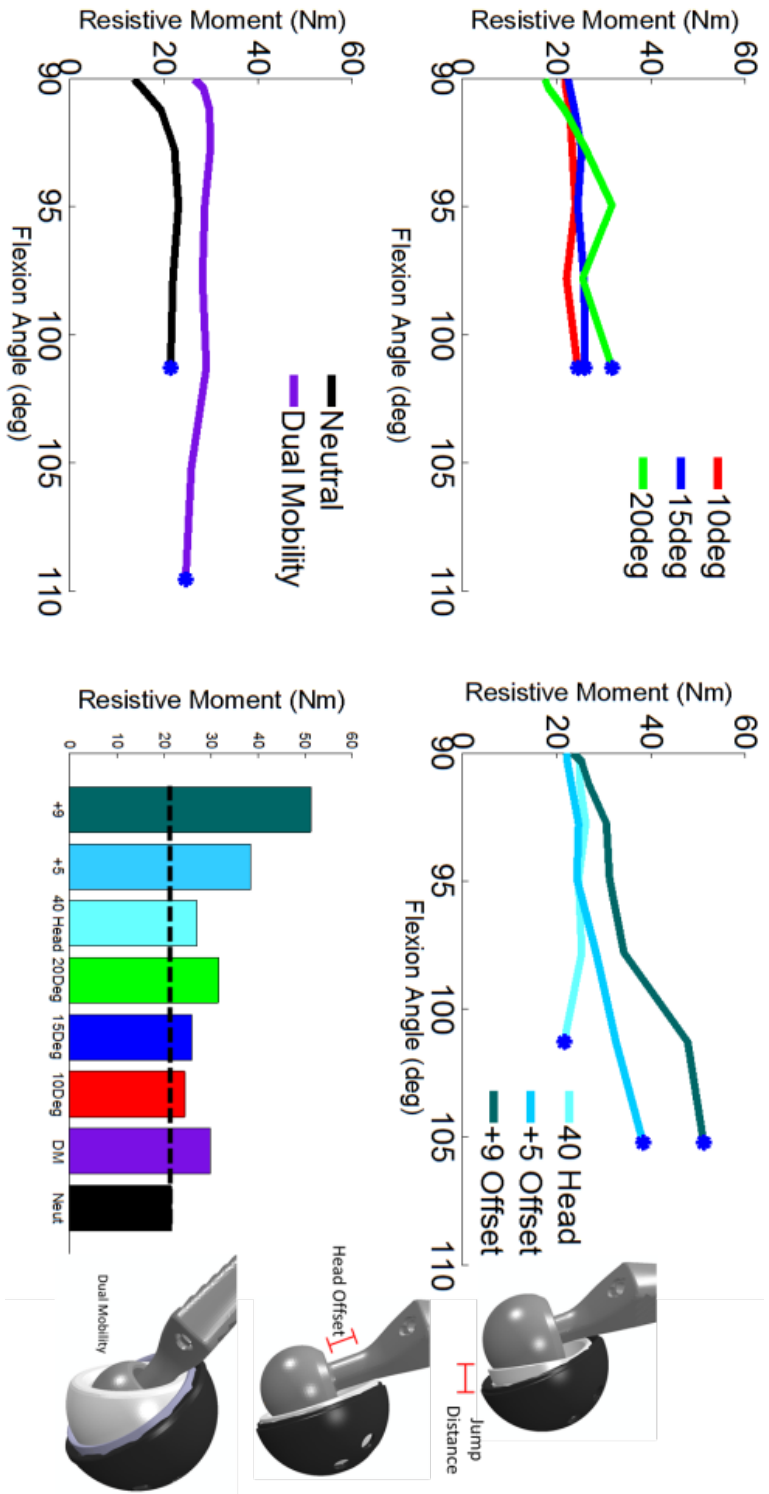 Resistive Moment (Nm)
60
40
20
0
90
95
100
105
110
Flexion Angle (deg)
Neutral
Dual Mobility
Resistive Moment (Nm)
60
40
20
0
90
95
100
105
110
Flexion Angle (deg)
10deg
15deg
20deg
Resistive Moment (Nm)
60
50
40
30
20
10
0
+9
+5
40 Head
20Deg
15Deg
10Deg
DM
Neut
Resistive Moment (Nm)
60
40
20
0
90
95
100
105
110
Flexion Angle (deg)
40 Head
+5 Offset
+9 Offset
Dual Mobility
Head Offset
Jump
Distance